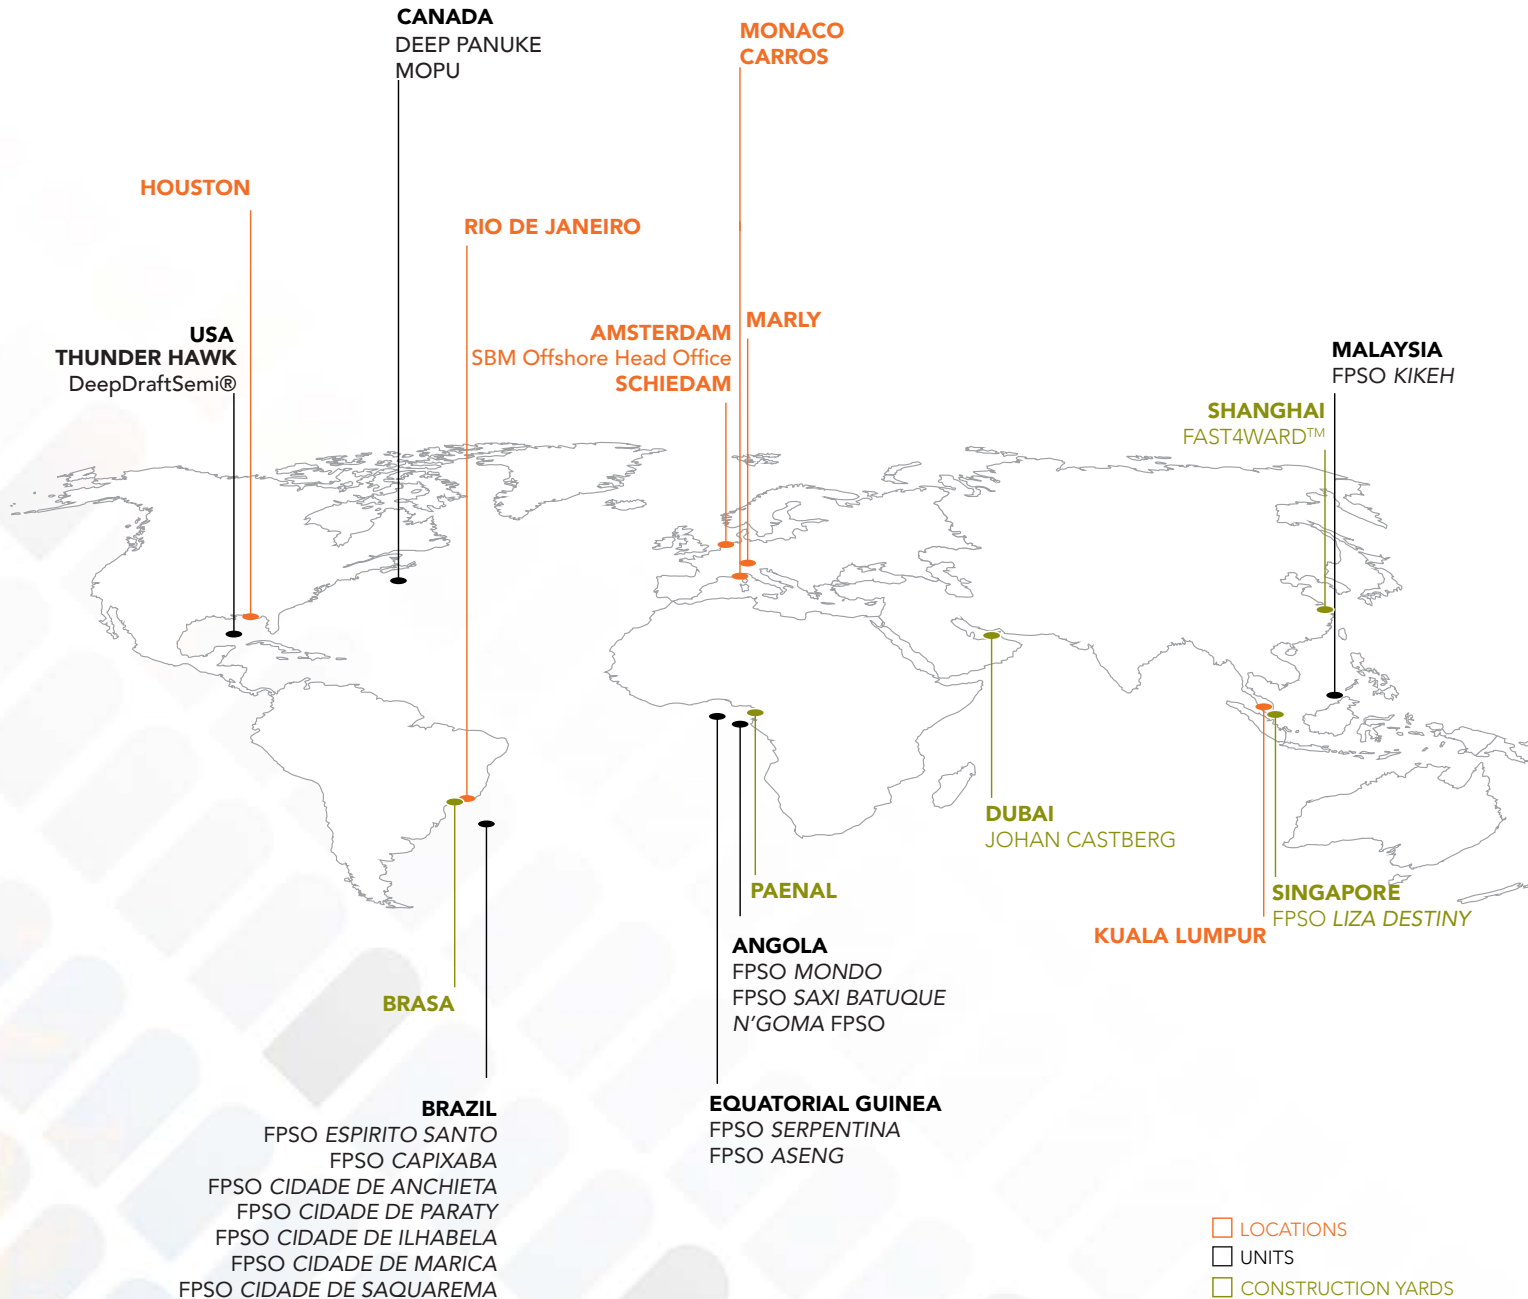 CANADA
DEEP PANUKE
MOPU
MONACO
CARROS
HOUSTON
RIO DE JANEIRO
USA
THUNDER HAWK
DeepDraftSemi®
AMSTERDAM
SBM Offshore Head Office
SCHIEDAM
MARLY
MALAYSIA
FPSO KIKEH
SHANGHAI
FAST4WARD™
DUBAI
JOHAN CASTBERG
PAENAL
SINGAPORE
FPSO LIZA DESTINY
KUALA LUMPUR
ANGOLA
FPSO MONDO
FPSO SAXI BATUQUE
N'GOMA FPSO
BRASA
BRAZIL
FPSO ESPIRITO SANTO
FPSO CAPIXABA
FPSO CIDADE DE ANCHIETA
FPSO CIDADE DE PARATY
FPSO CIDADE DE ILHABELA
FPSO CIDADE DE MARICA
FPSO CIDADE DE SAQUAREMA
EQUATORIAL GUINEA
FPSO SERPENTINA
FPSO ASENG
LOCATIONS
UNITS
CONSTRUCTION YARDS